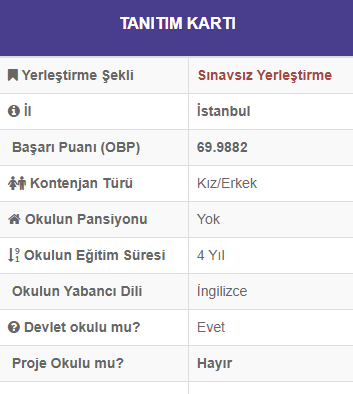 TANITIM KARTI
Yerleştirme Şekli Sınavsız Yerleştirme
İl İstanbul
Başarı Puanı (OBP) 69.9882
Kontenjan Türü Kız/Erkek
Okulun Pansiyonu Yok
Okulun Eğitim Süresi 4 Yıl
Okulun Yabancı Dili İngilizce
Devlet okulu mu? Evet
Proje Okulu mu? Hayır